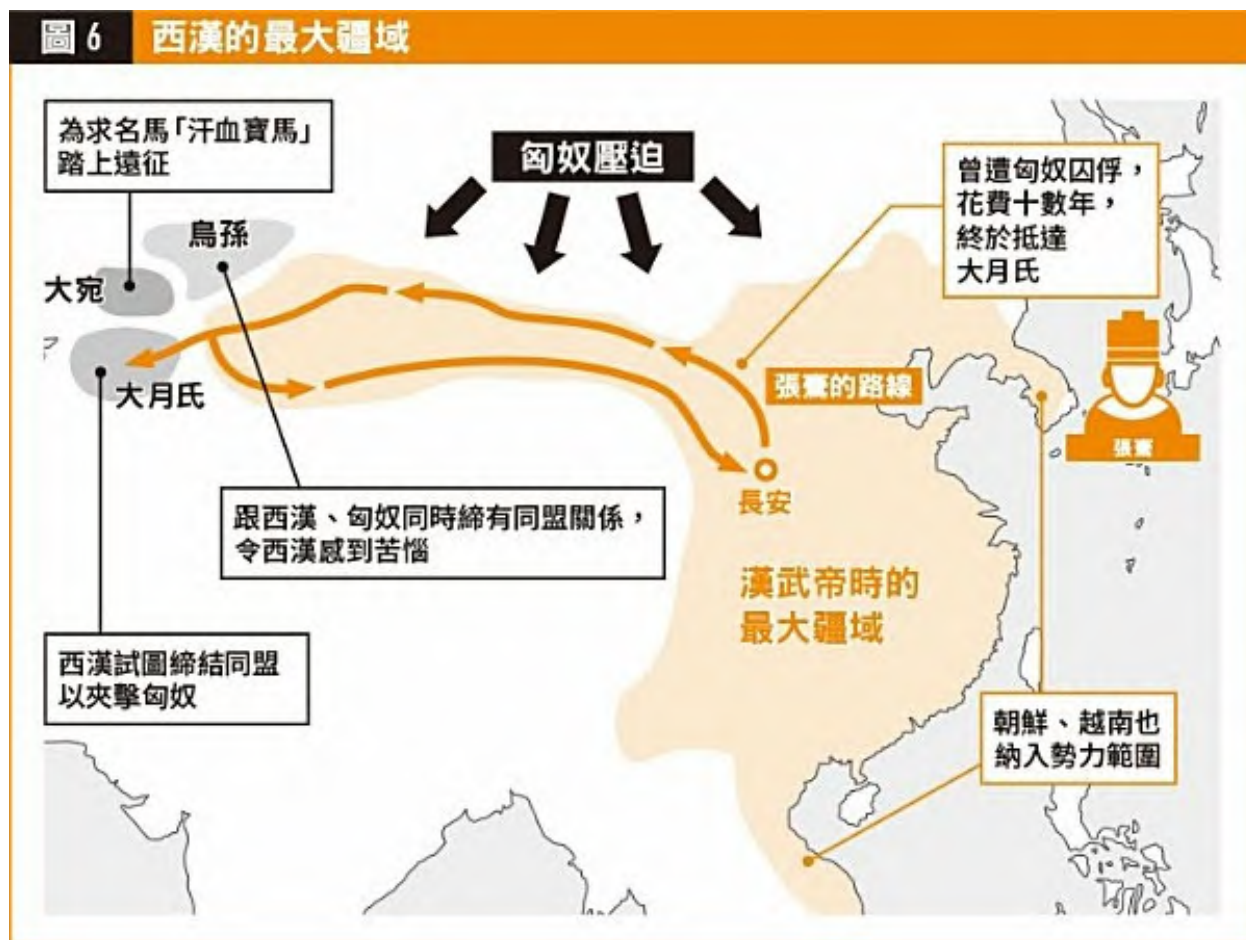 圖 6 西漢的最大疆域
為求名馬「汗血寶馬」
踏上遠征
匈奴壓迫
曾遭匈奴囚俘，
花費十數年，
終於抵達
大月氏
烏孫
大宛
大月氏
張騫的路線
張騫
長安
跟西漢、匈奴同時締有同盟關係，
令西漢感到苦惱
漢武帝時的
最大疆域
西漢試圖締結同盟
以夾擊匈奴
朝鮮、越南也
納入勢力範圍